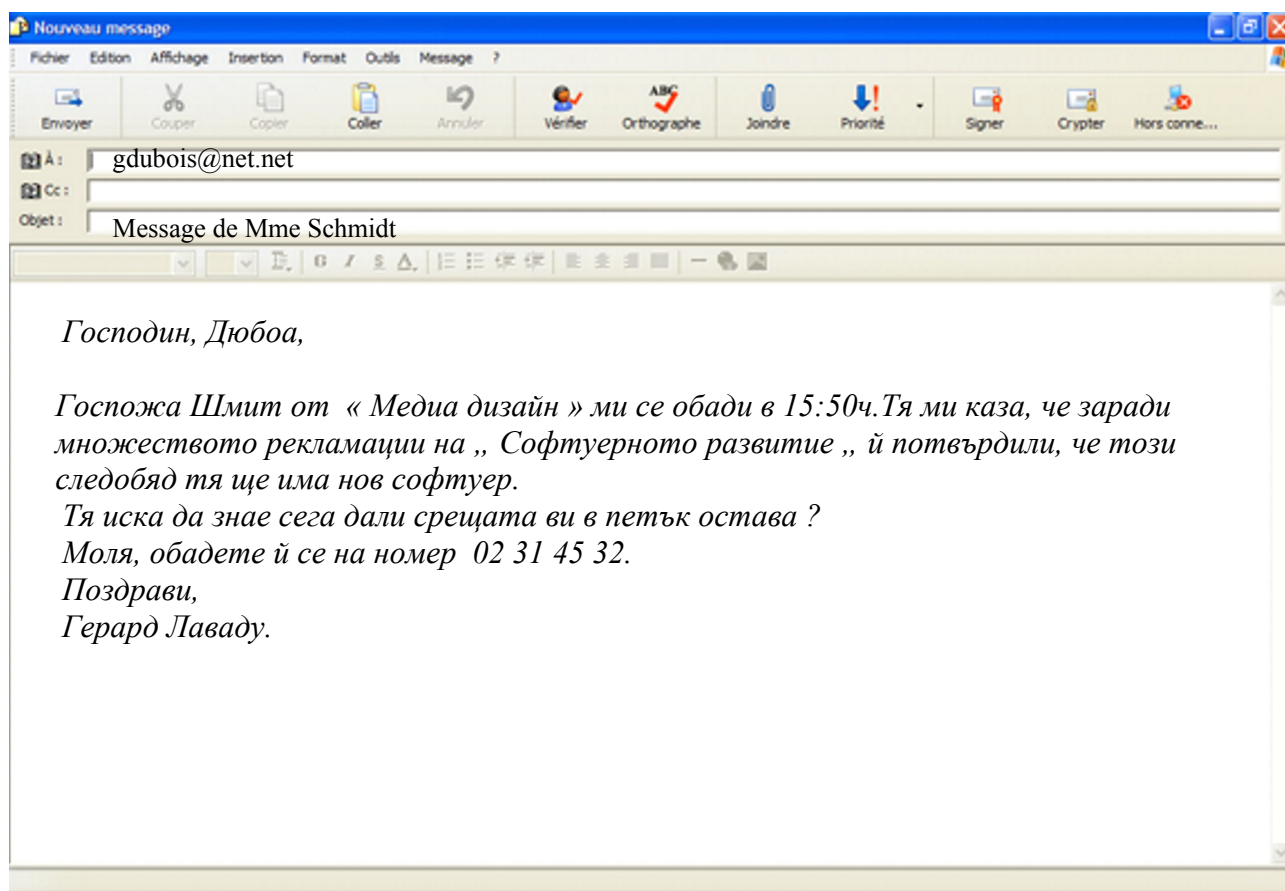 Nouveau message
Fichier Edition Affichage Insertion Format Outils Message ?
Envoyer Couper Copier Coller Annuler Vérifier Orthographe Joindre Priorité Signer Crypter Hors conne...
À : gdubois@net.net
Cc :
Objet : Message de Mme Schmidt
G I S A
Господин, Дюбоа,
Госпожа Шмит от « Медиа дизайн » ми се обади в 15:50ч.Тя ми каза, че заради
множеството рекламации на „ Софтуерното развитие „ ѝ потвърдили, че този
следобяд тя ще има нов софтуер.
Тя иска да знае сега дали срещата ви в петък остава ?
Моля, обадете ѝ се на номер 02 31 45 32.
Поздрави,
Герард Лаваду.